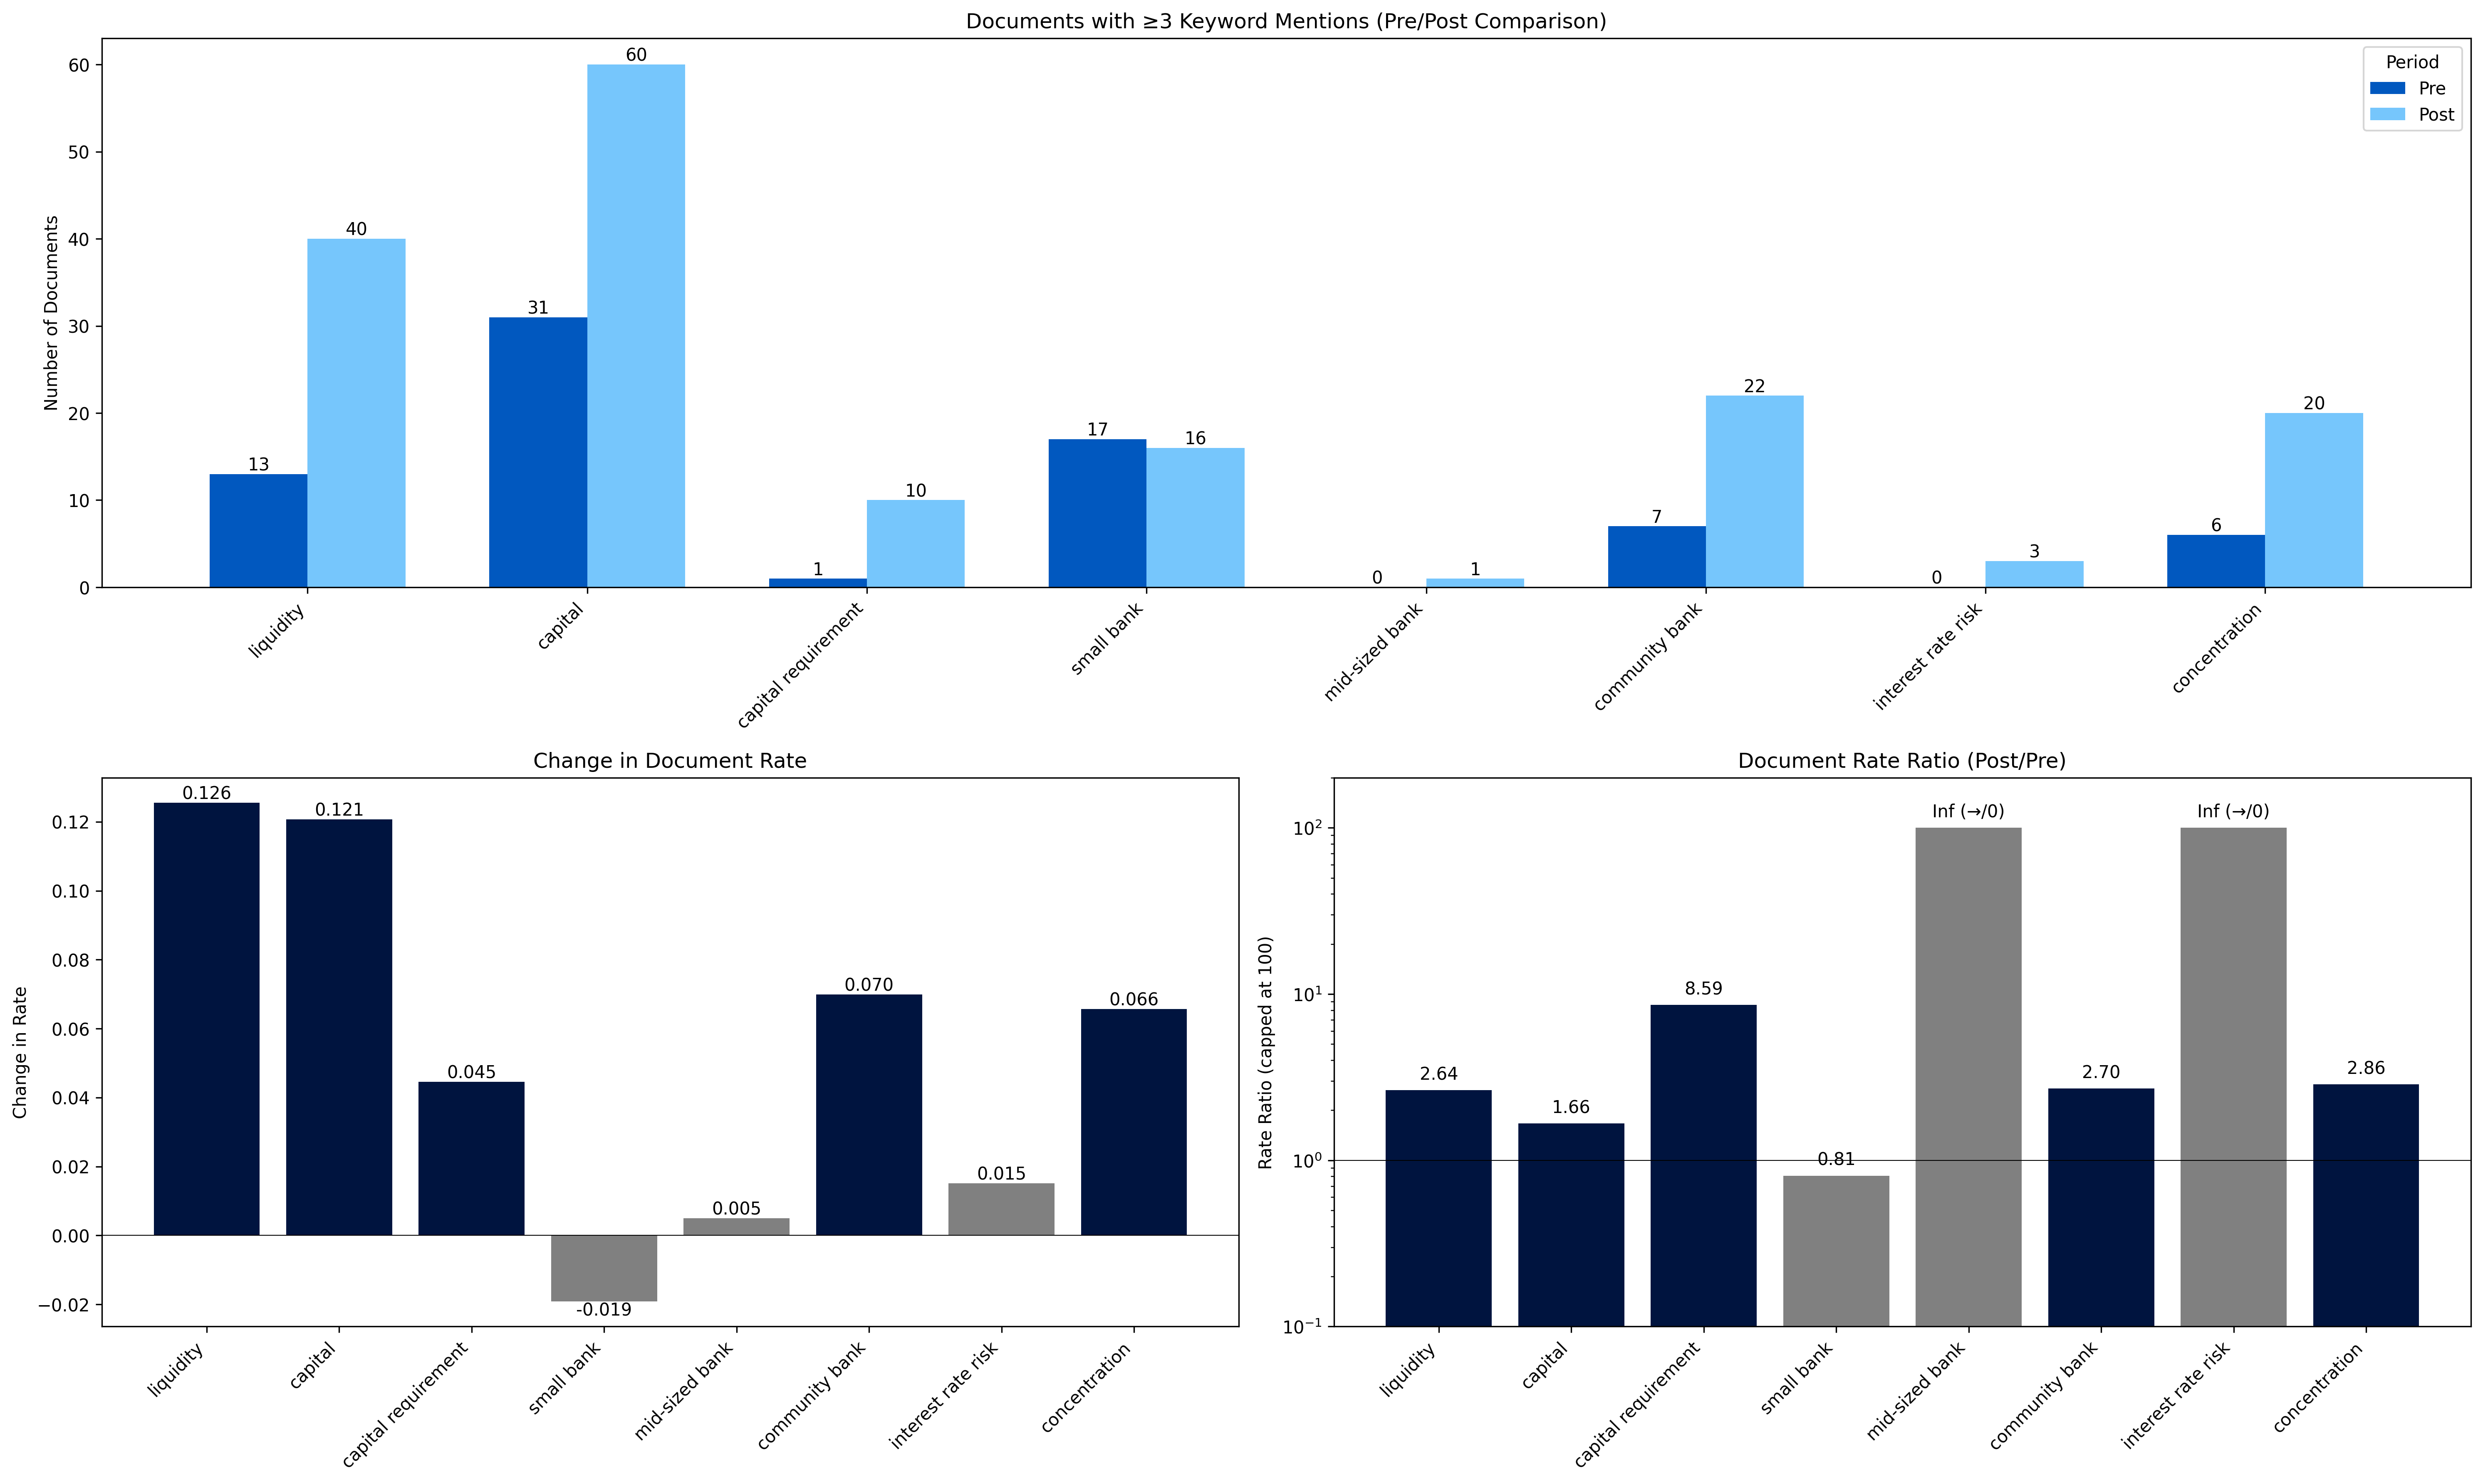 Documents with ≥3 Keyword Mentions (Pre/Post Comparison)
Number of Documents
60
50
40
30
20
10
0
Period
Pre
Post
13
40
31
60
1
10
17
16
0
1
7
22
0
3
6
20
liquidity
capital
capital requirement
small bank
mid-sized bank
community bank
interest rate risk
concentration
Change in Document Rate
Change in Rate
0.12
0.10
0.08
0.06
0.04
0.02
0.00
−0.02
0.126
0.121
0.045
-0.019
0.005
0.070
0.015
0.066
liquidity
capital
capital requirement
small bank
mid-sized bank
community bank
interest rate risk
concentration
Document Rate Ratio (Post/Pre)
Rate Ratio (capped at 100)
10²
10¹
10⁰
10⁻¹
2.64
1.66
8.59
0.81
Inf (→/0)
2.70
Inf (→/0)
2.86
liquidity
capital
capital requirement
small bank
mid-sized bank
community bank
interest rate risk
concentration